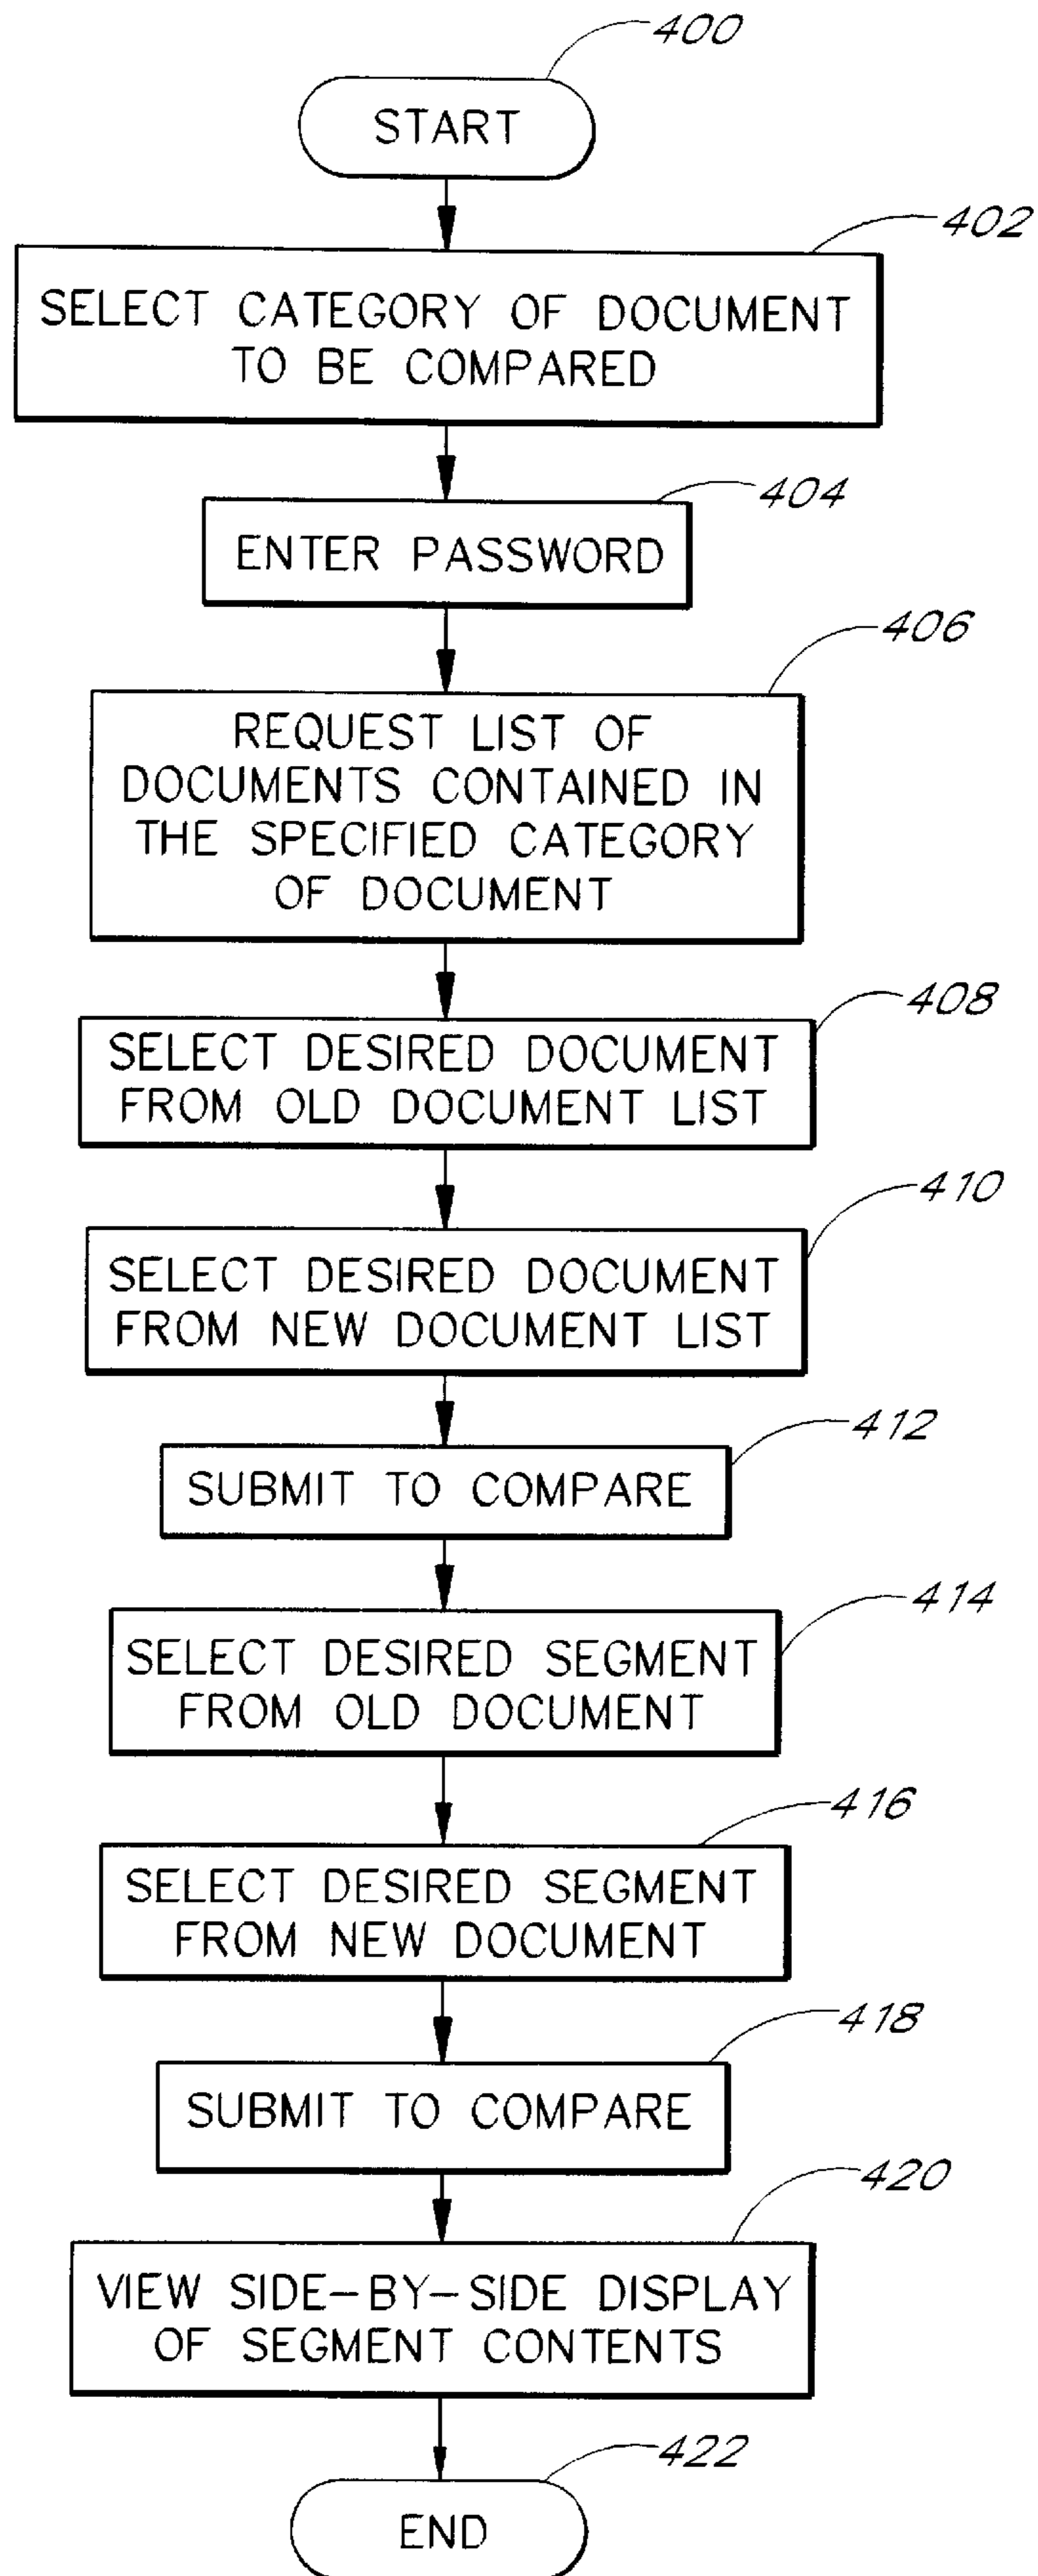 400
START
402
SELECT CATEGORY OF DOCUMENT
TO BE COMPARED
404
ENTER PASSWORD
406
REQUEST LIST OF
DOCUMENTS CONTAINED IN
THE SPECIFIED CATEGORY
OF DOCUMENT
408
SELECT DESIRED DOCUMENT
FROM OLD DOCUMENT LIST
410
SELECT DESIRED DOCUMENT
FROM NEW DOCUMENT LIST
412
SUBMIT TO COMPARE
414
SELECT DESIRED SEGMENT
FROM OLD DOCUMENT
416
SELECT DESIRED SEGMENT
FROM NEW DOCUMENT
418
SUBMIT TO COMPARE
420
VIEW SIDE-BY-SIDE DISPLAY
OF SEGMENT CONTENTS
422
END